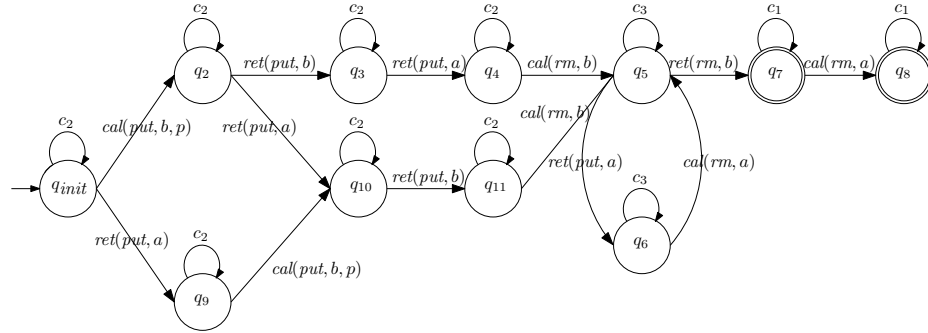 c2 c2 c2 c3 c1 c1
q2 ret(put, b) q3 ret(put, a) q4 cal(rm, b) q5 ret(rm, b) q7 cal(rm, a) q8
cal(put, b, p) ret(put, a) cal(rm, b)
c2 c2 c2
ret(put, a) cal(rm, a)
qinit q10 ret(put, b) q11
c3
ret(put, a) c2 q6
cal(put, b, p)
q9